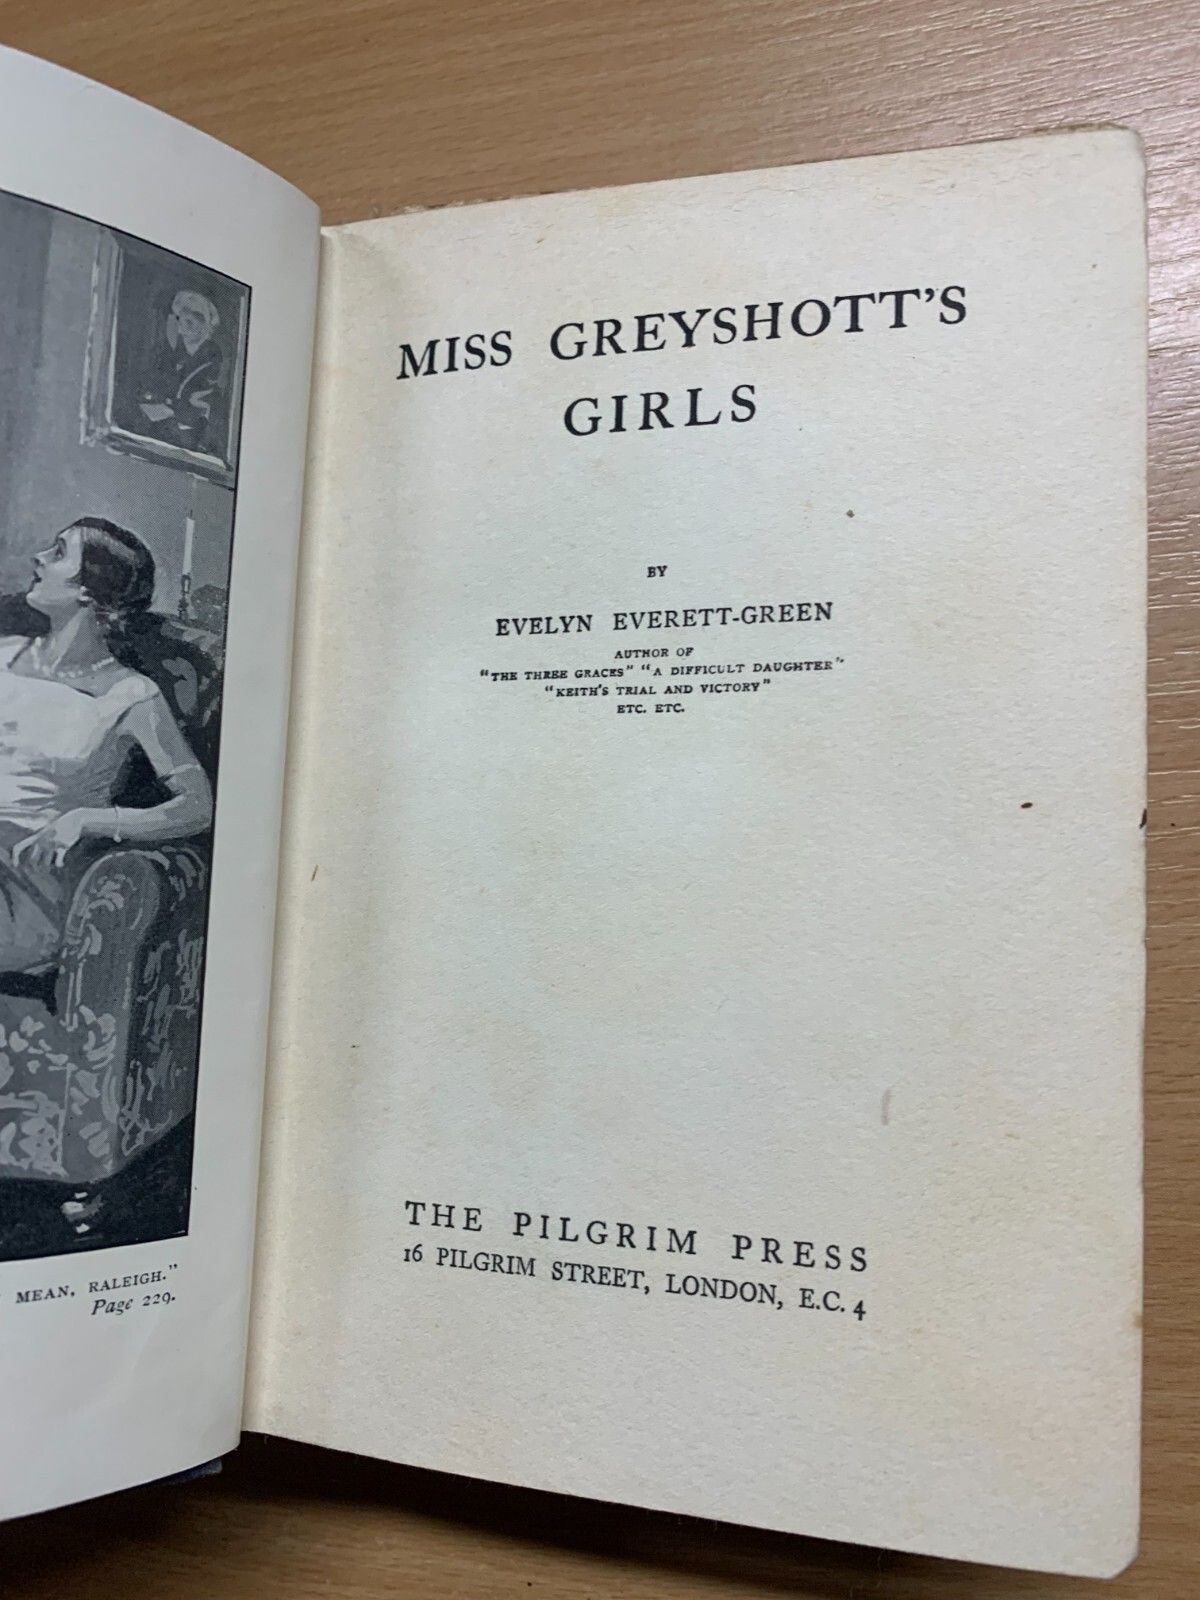 MEAN, RALEIGH."
Page 229.
MISS GREYSHOTT'S
GIRLS
BY
EVELYN EVERETT-GREEN
AUTHOR OF
"THE THREE GRACES" "A DIFFICULT DAUGHTER"
"KEITH'S TRIAL AND VICTORY"
ETC. ETC.
THE PILGRIM PRESS
16 PILGRIM STREET, LONDON, E.C. 4